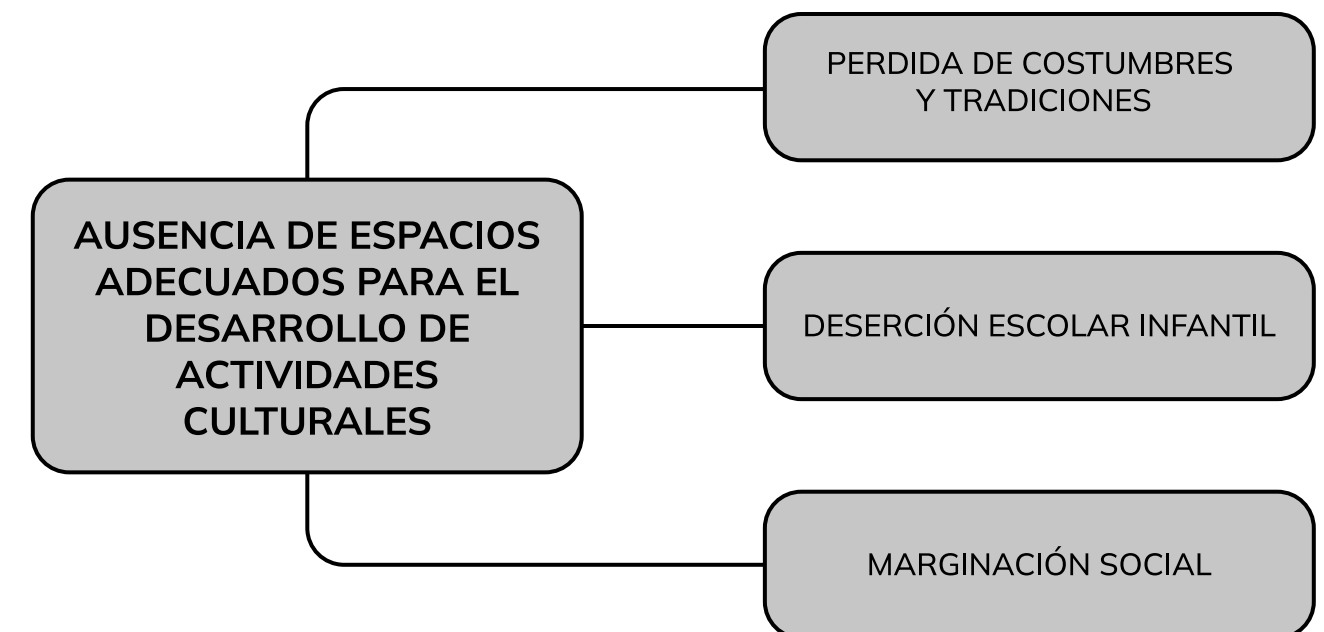 PERDIDA DE COSTUMBRES
Y TRADICIONES
AUSENCIA DE ESPACIOS
ADECUADOS PARA EL
DESARROLLO DE
ACTIVIDADES
CULTURALES
DESERCIÓN ESCOLAR INFANTIL
MARGINACIÓN SOCIAL